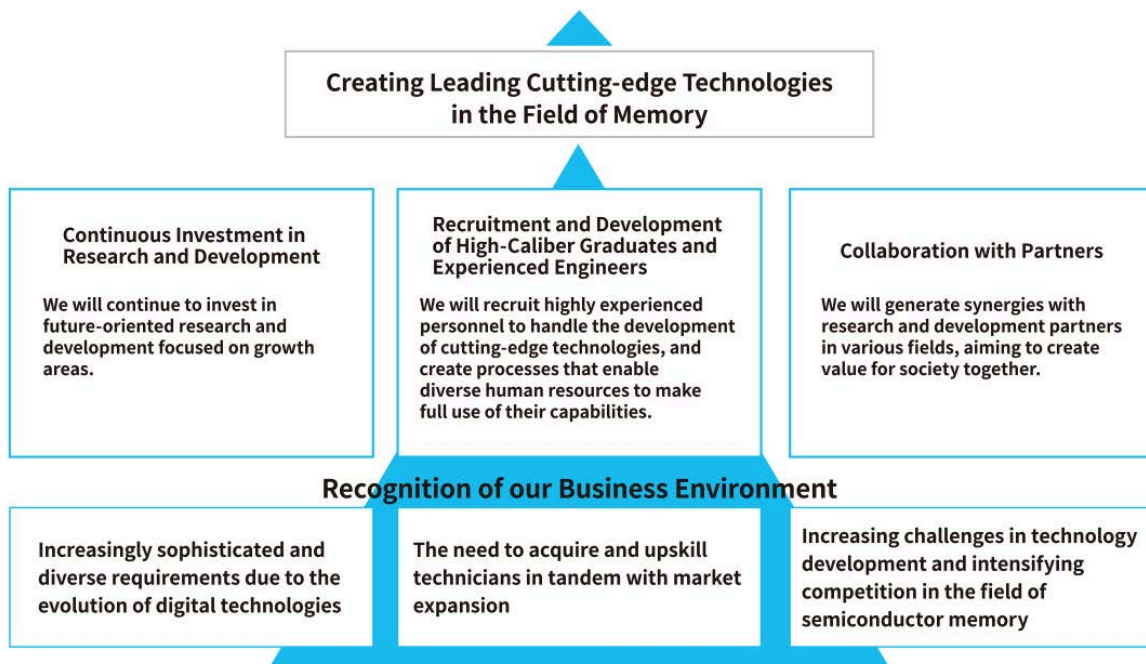 Creating Leading Cutting-edge Technologies
in the Field of Memory
Continuous Investment in
Research and Development
We will continue to invest in
future-oriented research and
development focused on growth
areas.
Recruitment and Development
of High-Caliber Graduates and
Experienced Engineers
We will recruit highly experienced
personnel to handle the development
of cutting-edge technologies, and
create processes that enable
diverse human resources to make
full use of their capabilities.
Collaboration with Partners
We will generate synergies with
research and development partners
in various fields, aiming to create
value for society together.
Recognition of our Business Environment
Increasingly sophisticated and
diverse requirements due to the
evolution of digital technologies
The need to acquire and upskill
technicians in tandem with market
expansion
Increasing challenges in technology
development and intensifying
competition in the field of
semiconductor memory